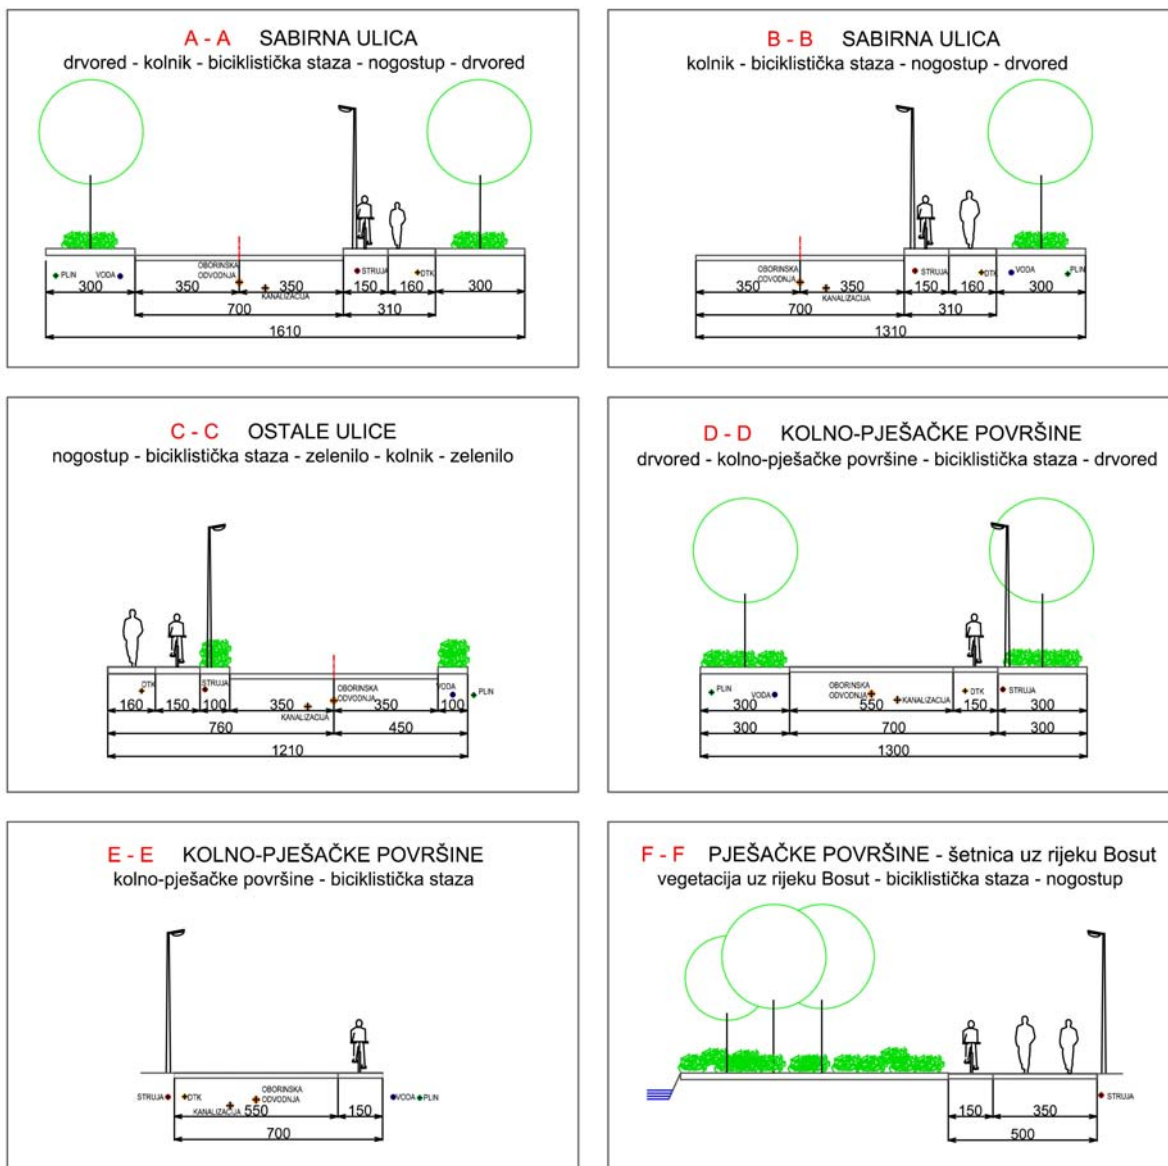 A - A SABIRNA ULICA
drvored - kolnik - biciklistička staza - nogostup - drvored
OBORINSKA
ODVODNJA
PLIN VODA STRUJA DTK
KANALIZACIJA
300 350 350 150 160 300
700 310
1610
B - B SABIRNA ULICA
kolnik - biciklistička staza - nogostup - drvored
OBORINSKA
ODVODNJA
STRUJA DTK VODA PLIN
KANALIZACIJA
350 350 150 160 300
700 310
1310
C - C OSTALE ULICE
nogostup - biciklistička staza - zelenilo - kolnik - zelenilo
DTK STRUJA OBORINSKA
ODVODNJA VODA PLIN
KANALIZACIJA
160 150 100 350 350 100
760 450
1210
D - D KOLNO-PJEŠAČKE POVRŠINE
drvored - kolno-pješačke površine - biciklistička staza - drvored
OBORINSKA
ODVODNJA
PLIN VODA KANALIZACIJA DTK STRUJA
300 550 150 300
300 700 300
1300
E - E KOLNO-PJEŠAČKE POVRŠINE
kolno-pješačke površine - biciklistička staza
OBORINSKA
ODVODNJA
STRUJA DTK VODA PLIN
KANALIZACIJA
550 150
700
F - F PJEŠAČKE POVRŠINE - šetnica uz rijeku Bosut
vegetacija uz rijeku Bosut - biciklistička staza - nogostup
STRUJA
150 350
500